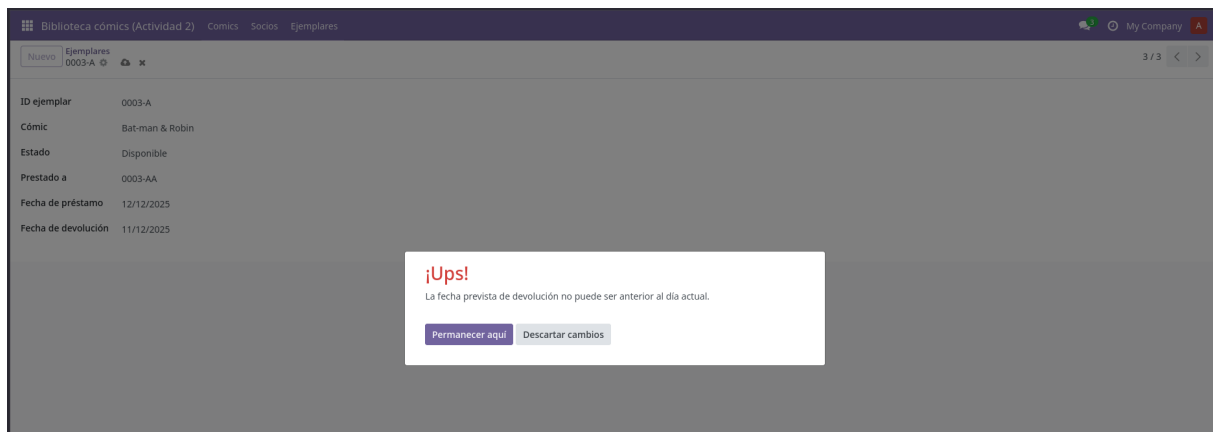 Biblioteca cómics (Actividad 2) Comics Socios Ejemplares 3 My Company A
Nuevo Ejemplares 0003-A 3 / 3
ID ejemplar 0003-A
Cómic Bat-man & Robin
Estado Disponible
Prestado a 0003-AA
Fecha de préstamo 12/12/2025
Fecha de devolución 11/12/2025
¡Ups!
La fecha prevista de devolución no puede ser anterior al día actual.
Permanecer aquí Descartar cambios